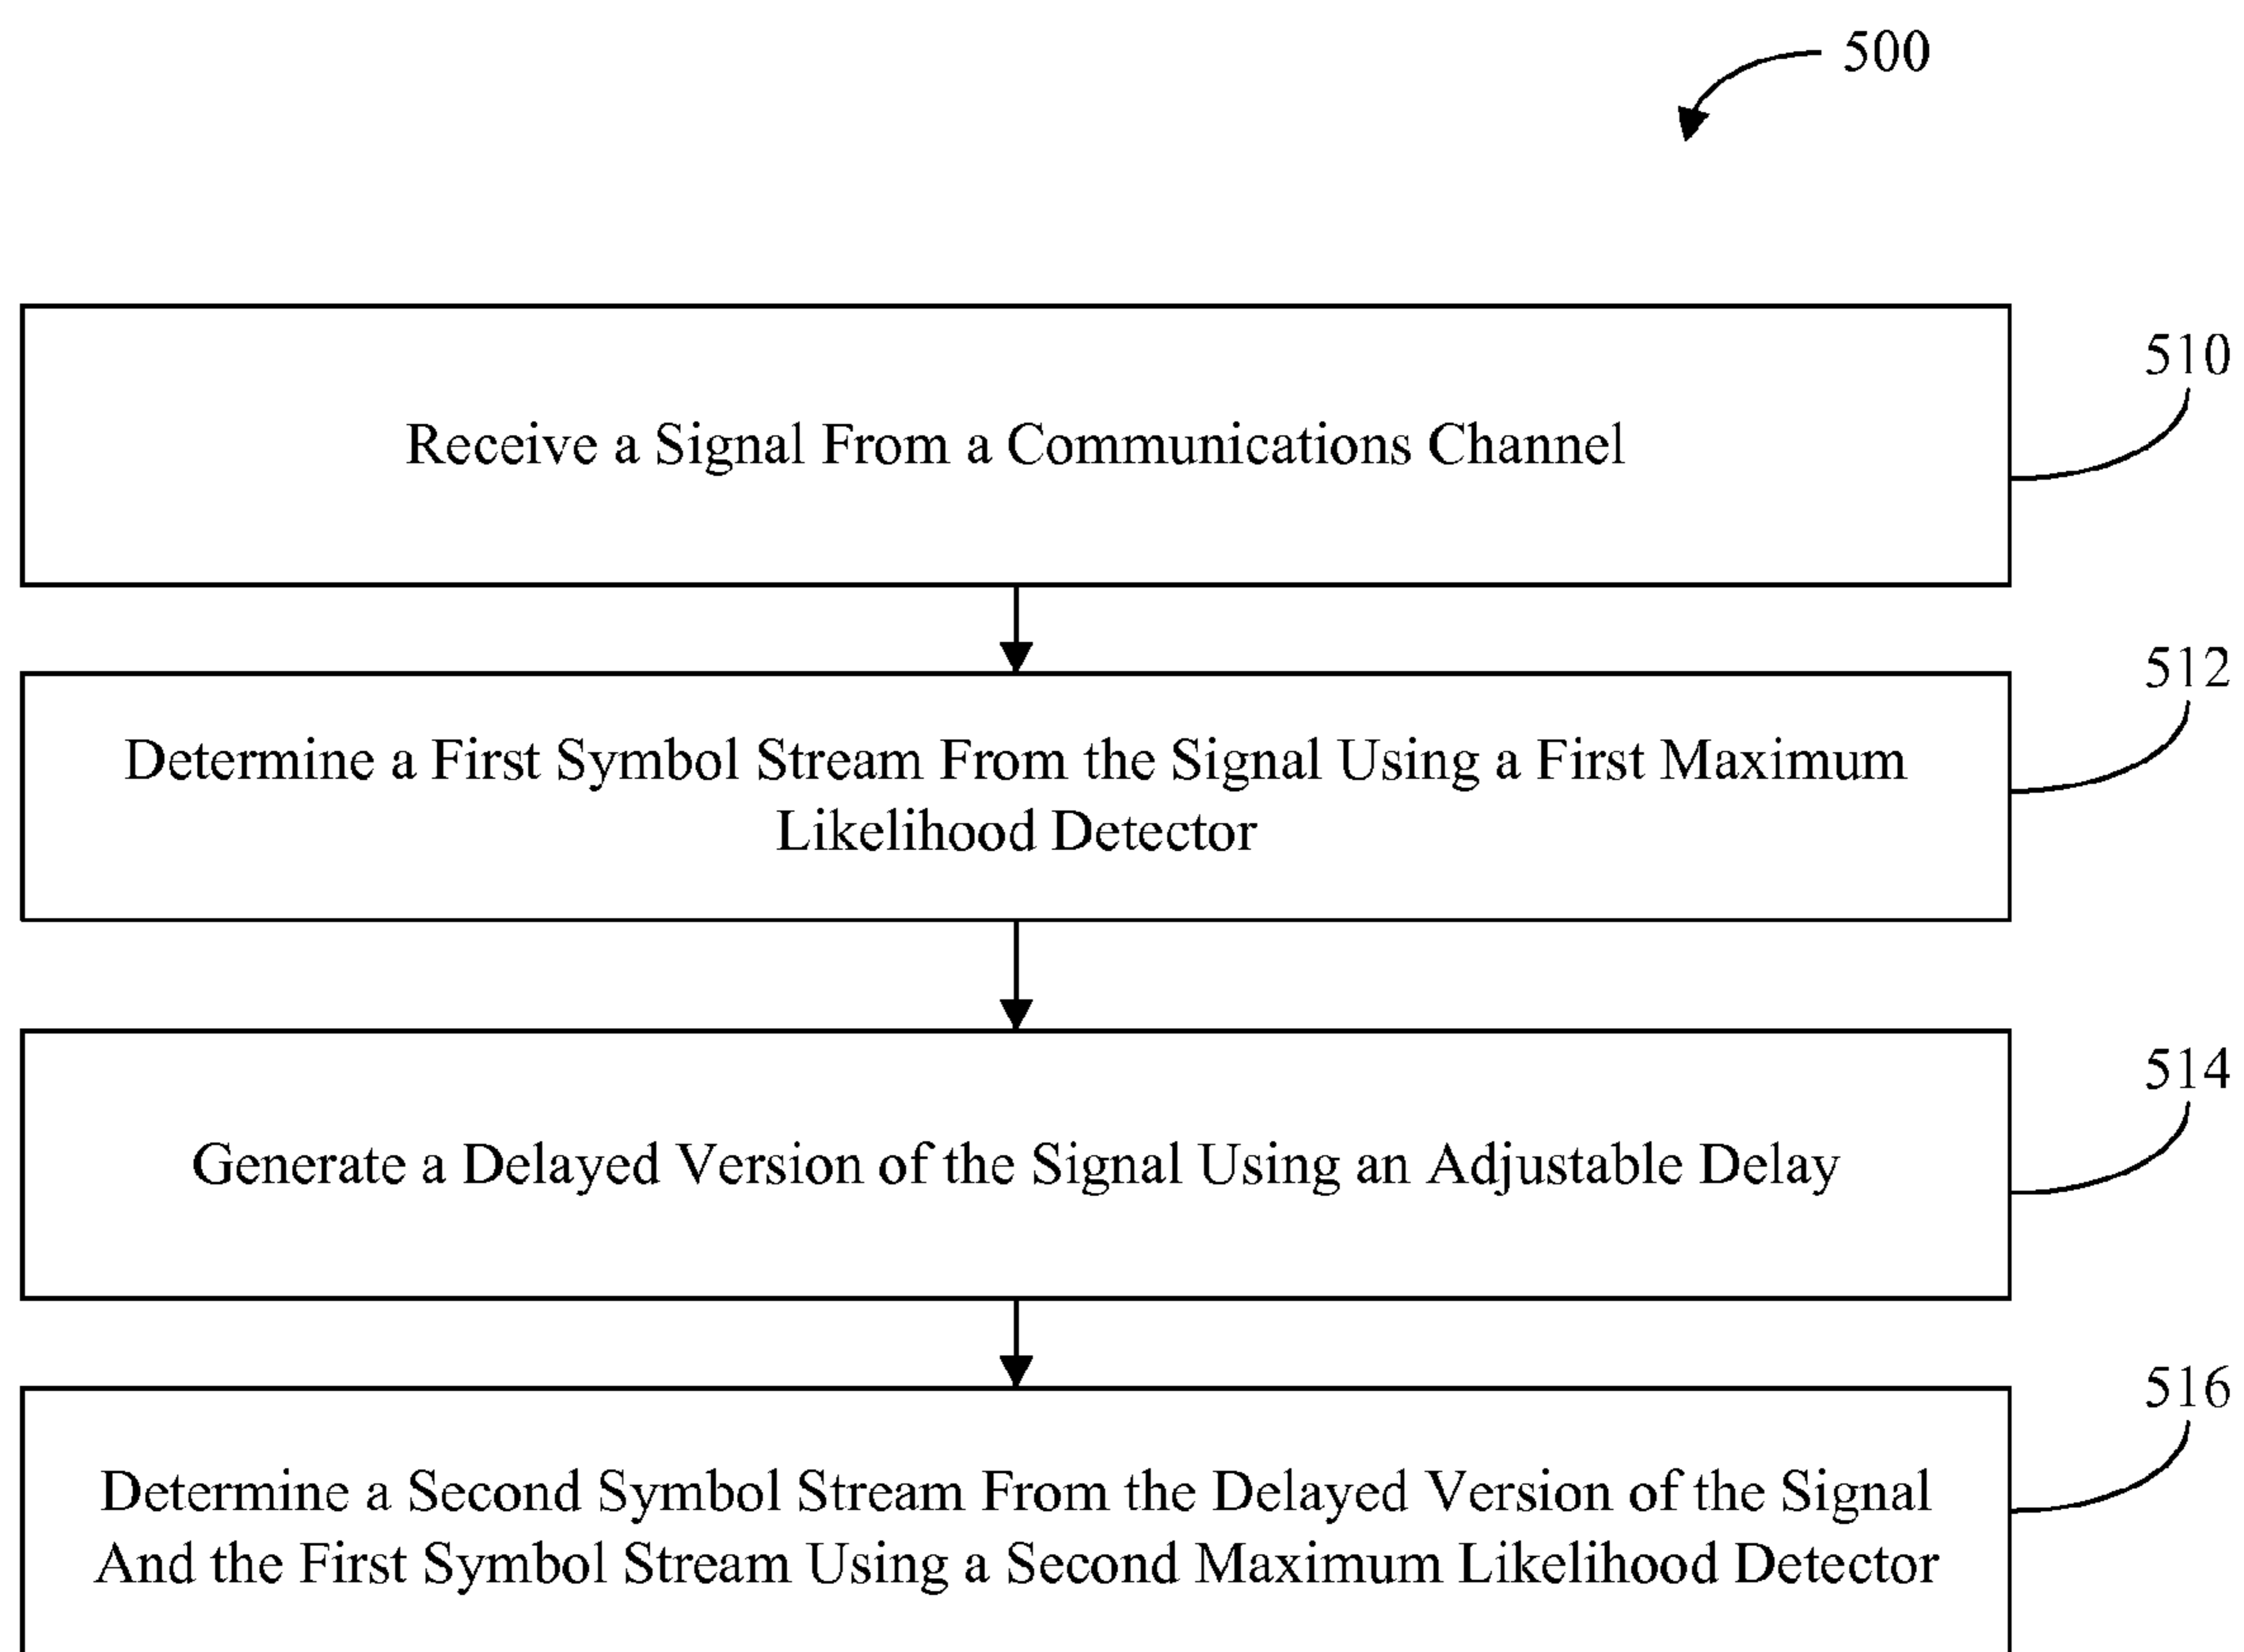 500
Receive a Signal From a Communications Channel
510
Determine a First Symbol Stream From the Signal Using a First Maximum
Likelihood Detector
512
Generate a Delayed Version of the Signal Using an Adjustable Delay
514
Determine a Second Symbol Stream From the Delayed Version of the Signal
And the First Symbol Stream Using a Second Maximum Likelihood Detector
516